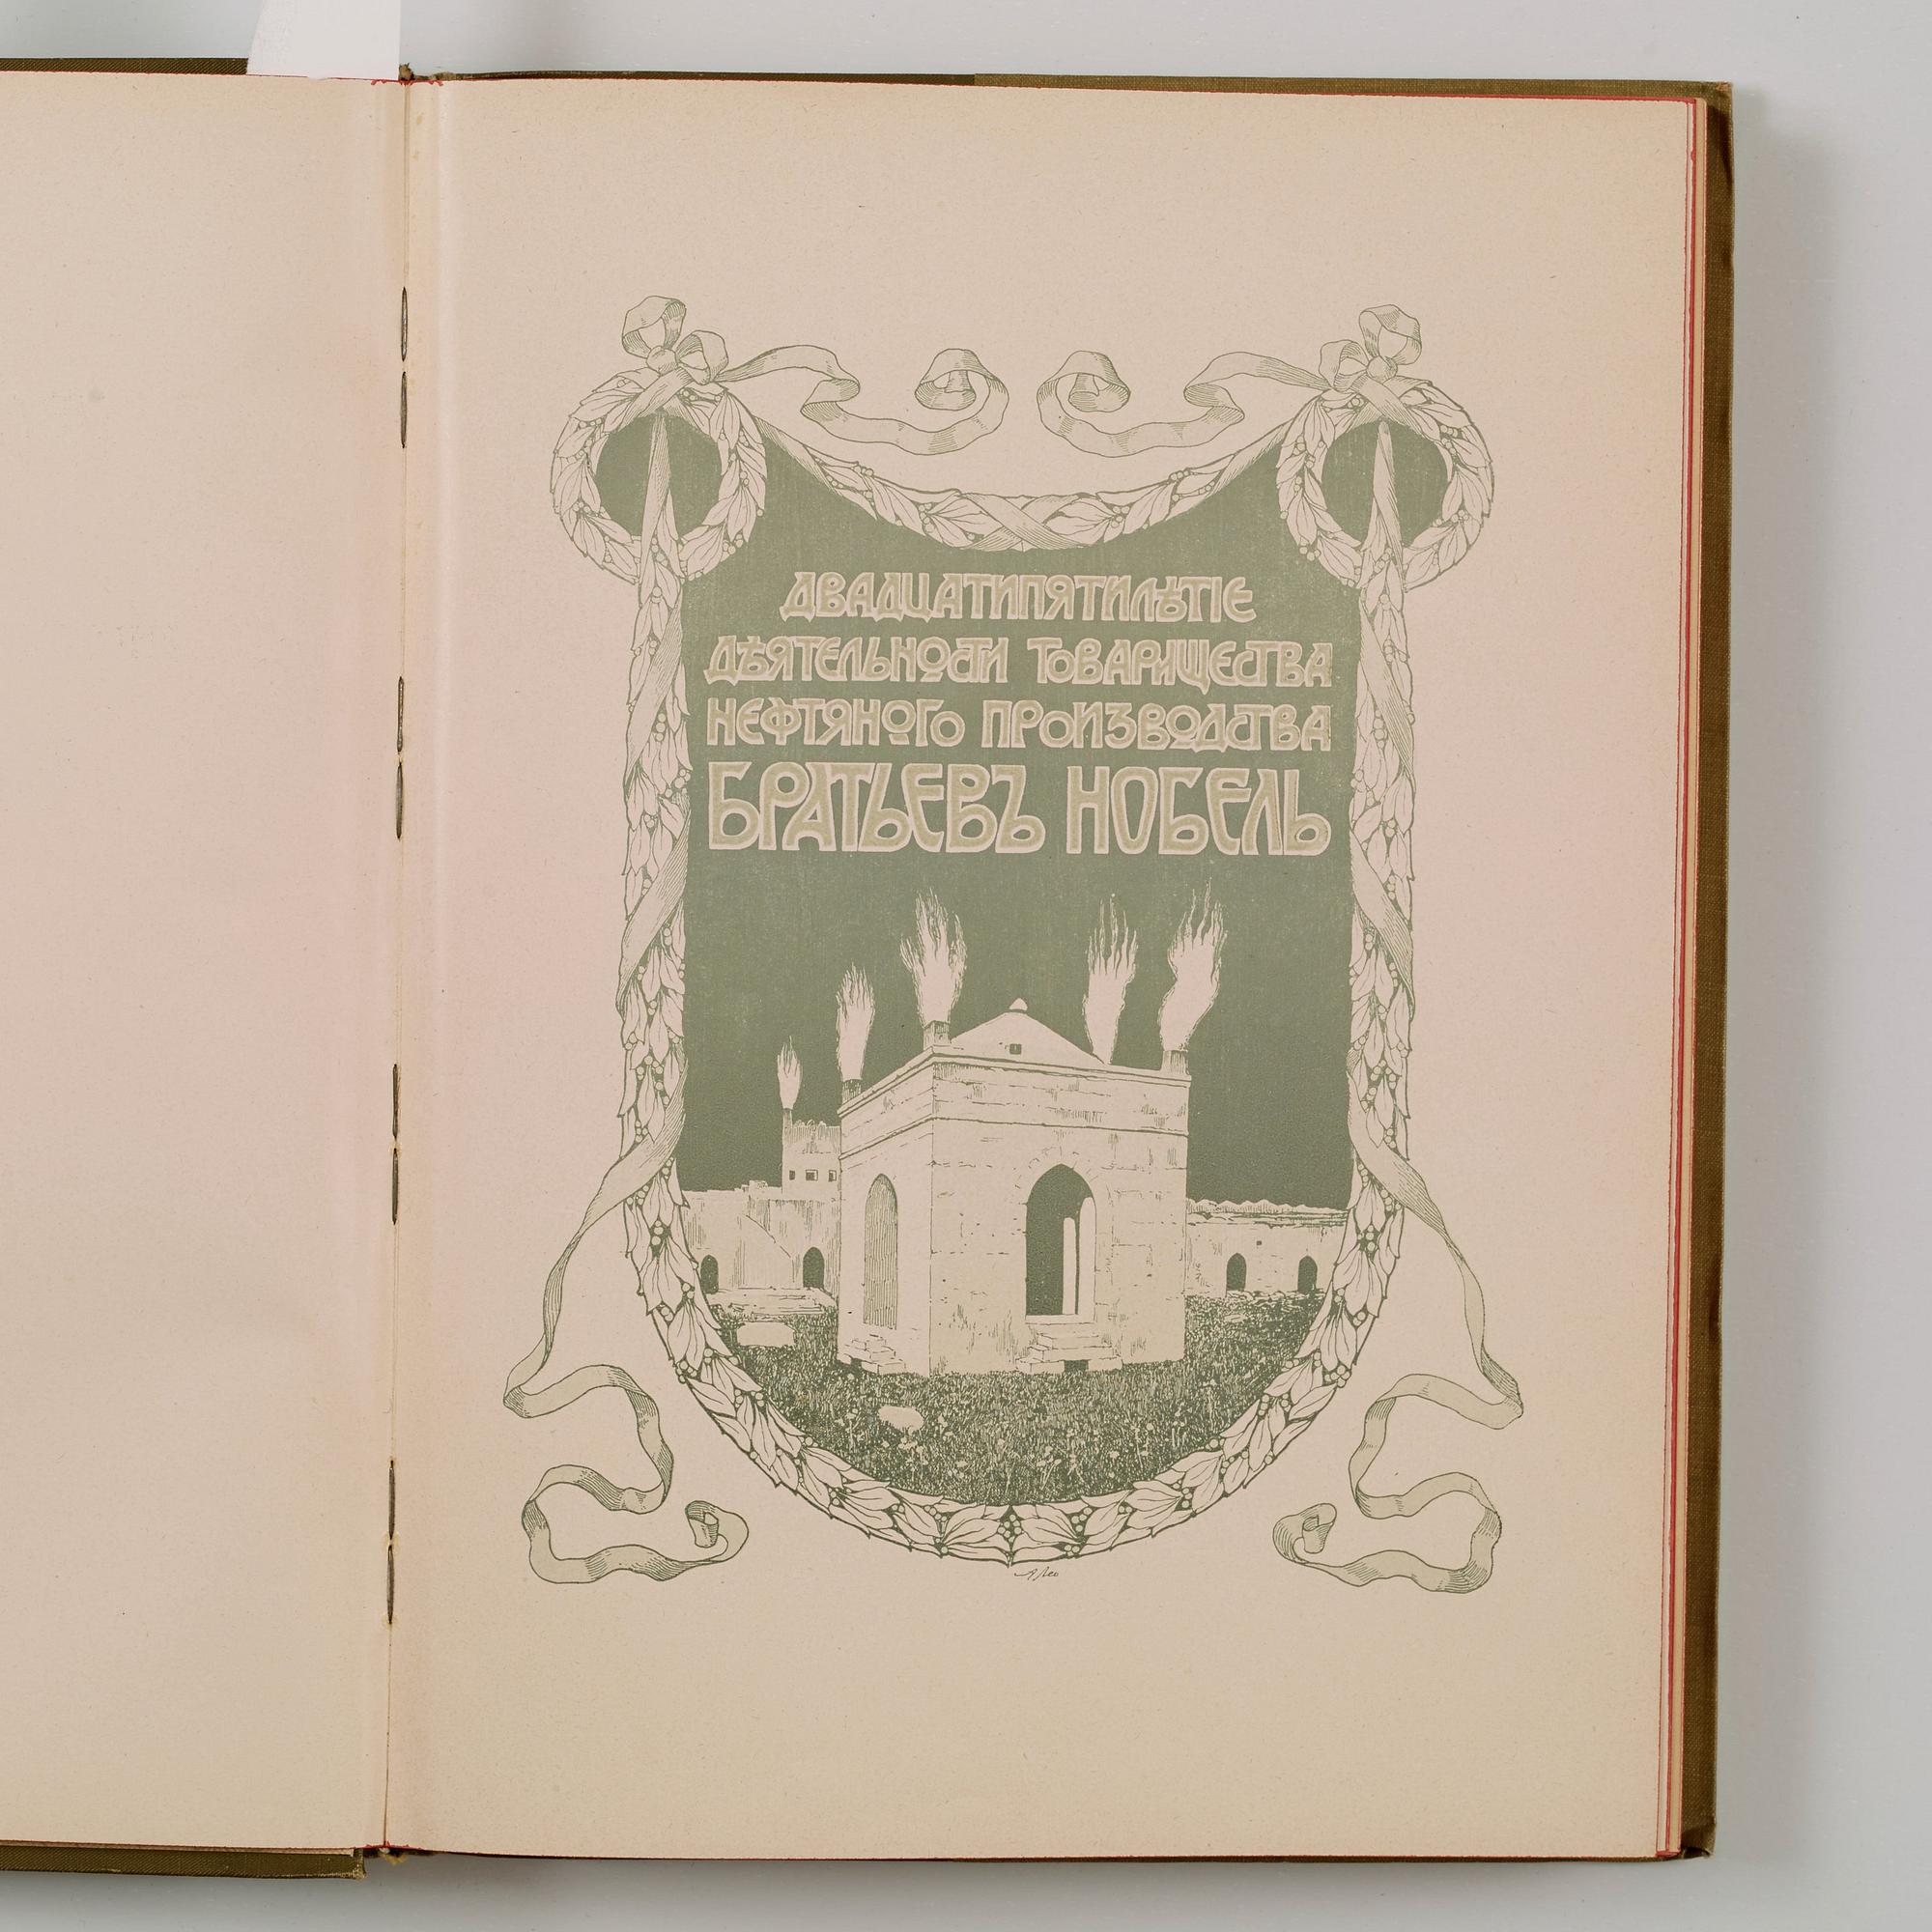 ДВАДЦАТИПЯТИЛѢТІЕ
ДѢЯТЕЛЬНОСТИ ТОВАРИЩЕСТВА
НЕФТЯНОГО ПРОИЗВОДСТВА
БРАТЬЕВЪ НОБЕЛЬ